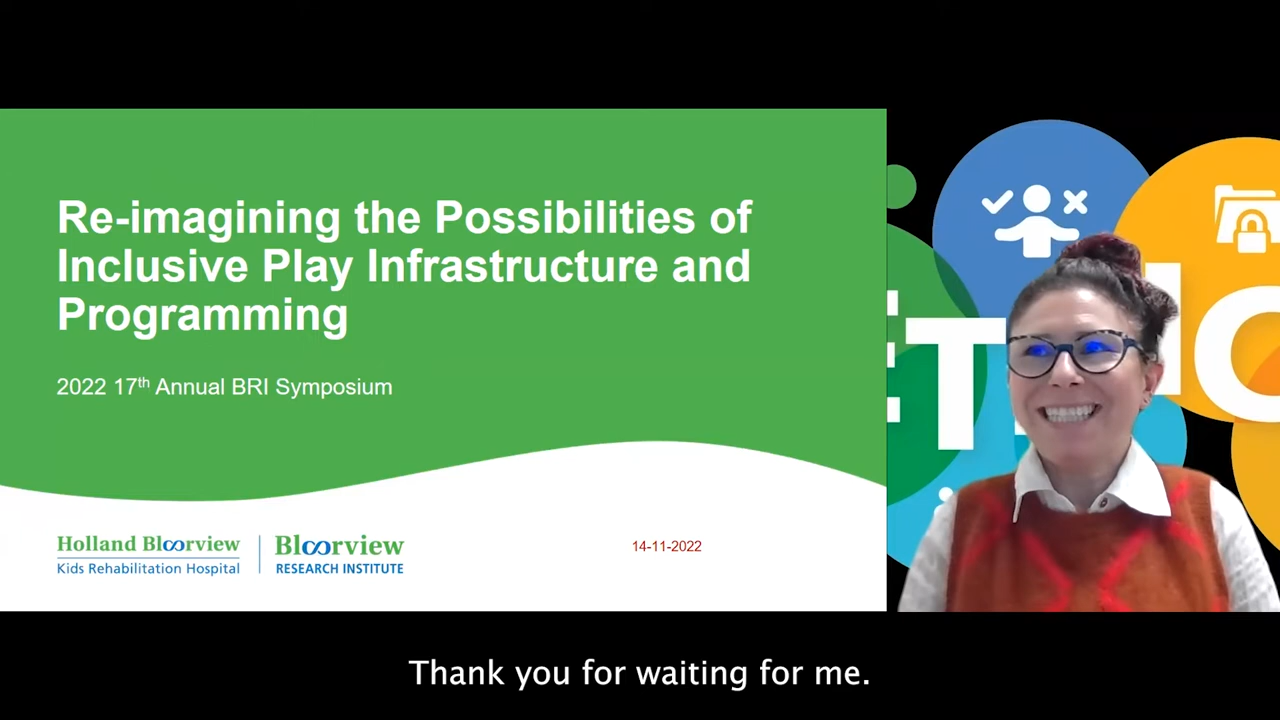 Re-imagining the Possibilities of
Inclusive Play Infrastructure and
Programming
2022 17th Annual BRI Symposium
Holland Bloorview
Kids Rehabilitation Hospital
Bloorview
RESEARCH INSTITUTE
14-11-2022
Thank you for waiting for me.